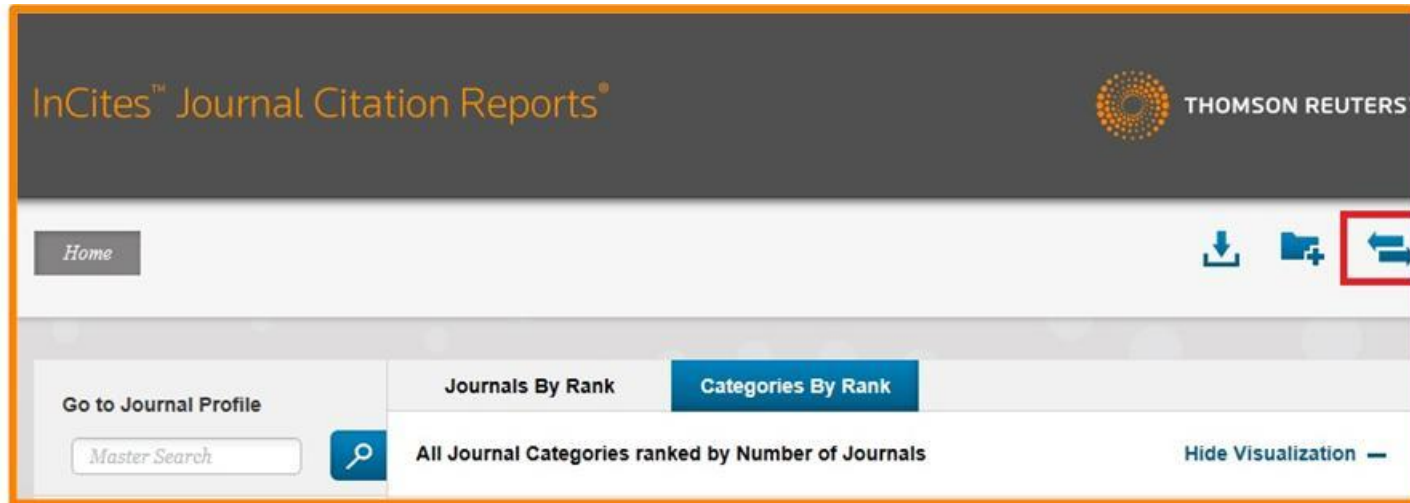 InCites™ Journal Citation Reports®
THOMSON REUTERS™
Home
Journals By Rank
Categories By Rank
Go to Journal Profile
Master Search
All Journal Categories ranked by Number of Journals
Hide Visualization —